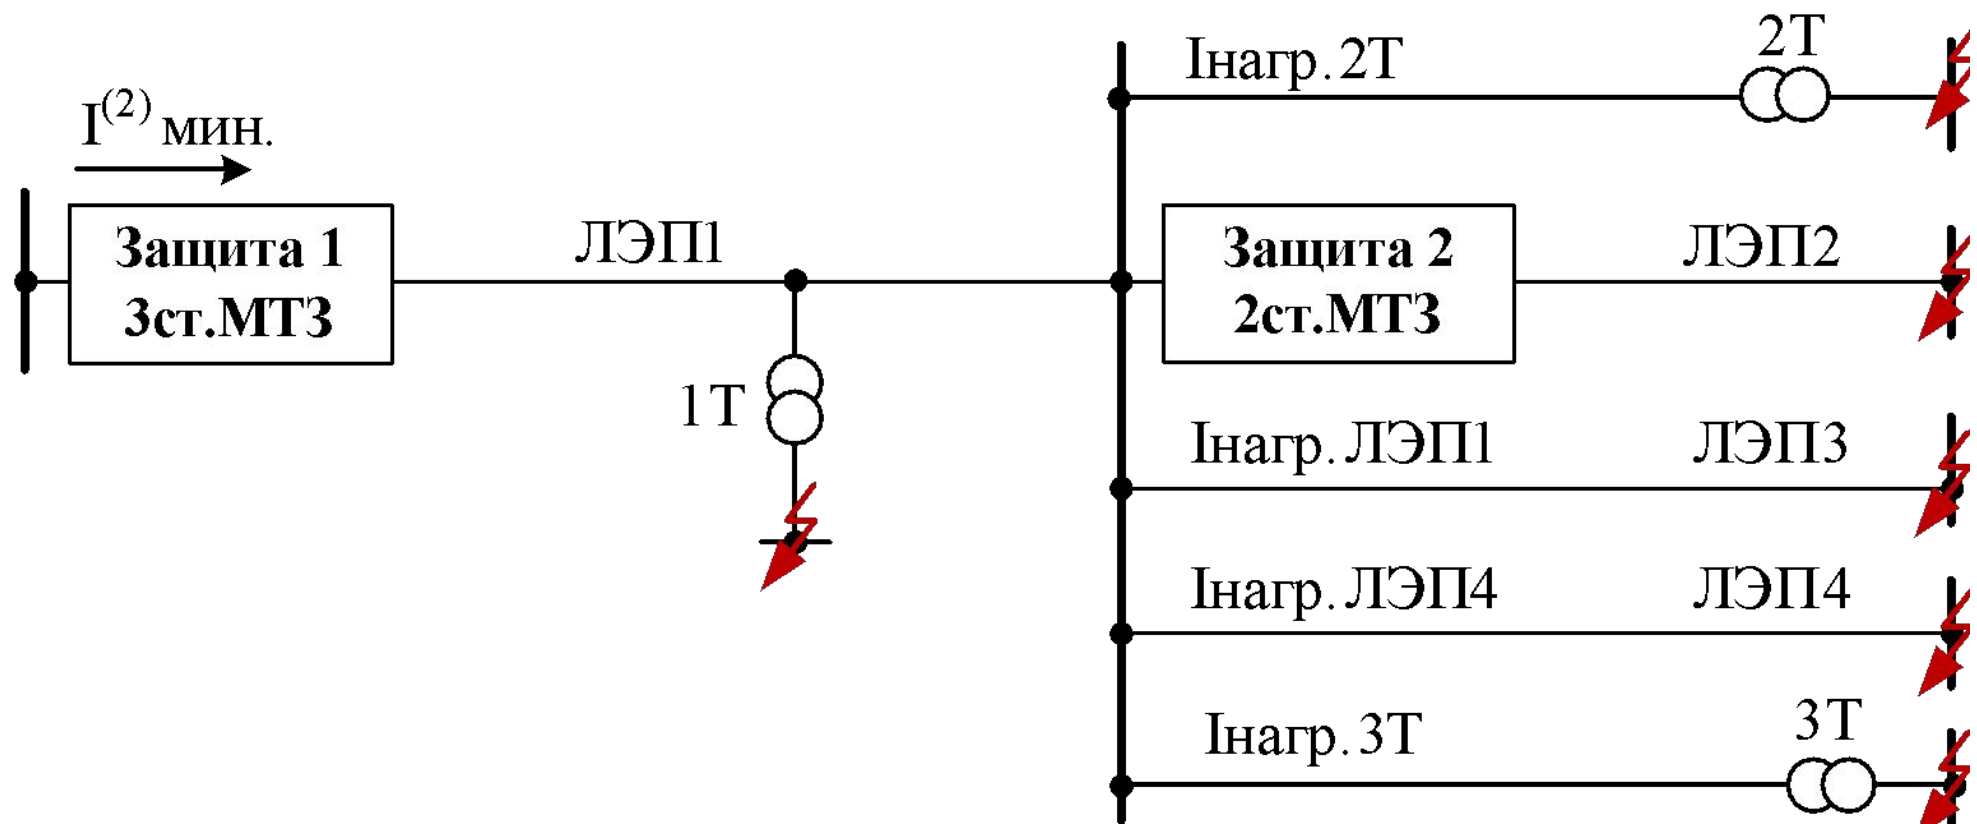 I(2) мин.
Защита 1
3ст.МТЗ
ЛЭП1
1Т
Iнагр.2Т
2Т
Защита 2
2ст.МТЗ
ЛЭП2
Iнагр.ЛЭП1
ЛЭП3
Iнагр.ЛЭП4
ЛЭП4
Iнагр.3Т
3Т